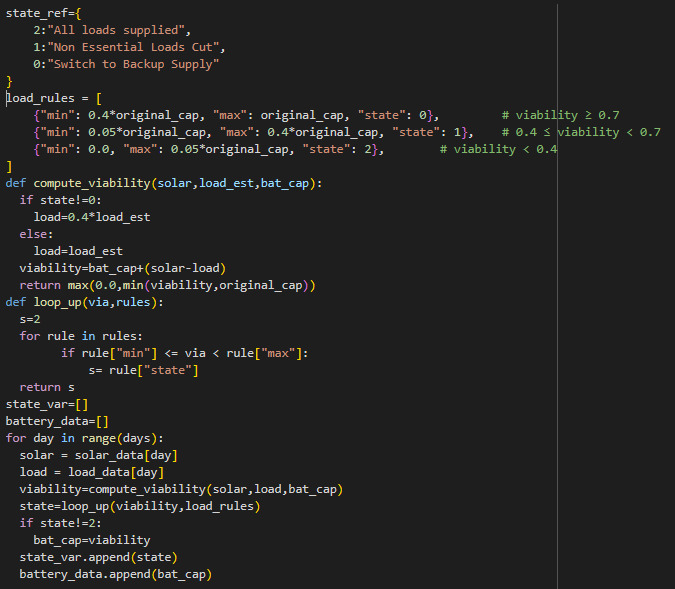 state_ref={
    2:"All loads supplied",
    1:"Non Essential Loads Cut",
    0:"Switch to Backup Supply"
}
load_rules = [
    {"min": 0.4*original_cap, "max": original_cap, "state": 0},         # viability ≥ 0.7
    {"min": 0.05*original_cap, "max": 0.4*original_cap, "state": 1},    # 0.4 ≤ viability < 0.7
    {"min": 0.0, "max": 0.05*original_cap, "state": 2},        # viability < 0.4
]
def compute_viability(solar,load_est,bat_cap):
  if state!=0:
    load=0.4*load_est
  else:
    load=load_est
  viability=bat_cap+(solar-load)
  return max(0.0,min(viability,original_cap))
def loop_up(via,rules):
  s=2
  for rule in rules:
        if rule["min"] <= via < rule["max"]:
            s= rule["state"]
  return s
state_var=[]
battery_data=[]
for day in range(days):
  solar = solar_data[day]
  load = load_data[day]
  viability=compute_viability(solar,load,bat_cap)
  state=loop_up(viability,load_rules)
  if state!=2:
    bat_cap=viability
  state_var.append(state)
  battery_data.append(bat_cap)